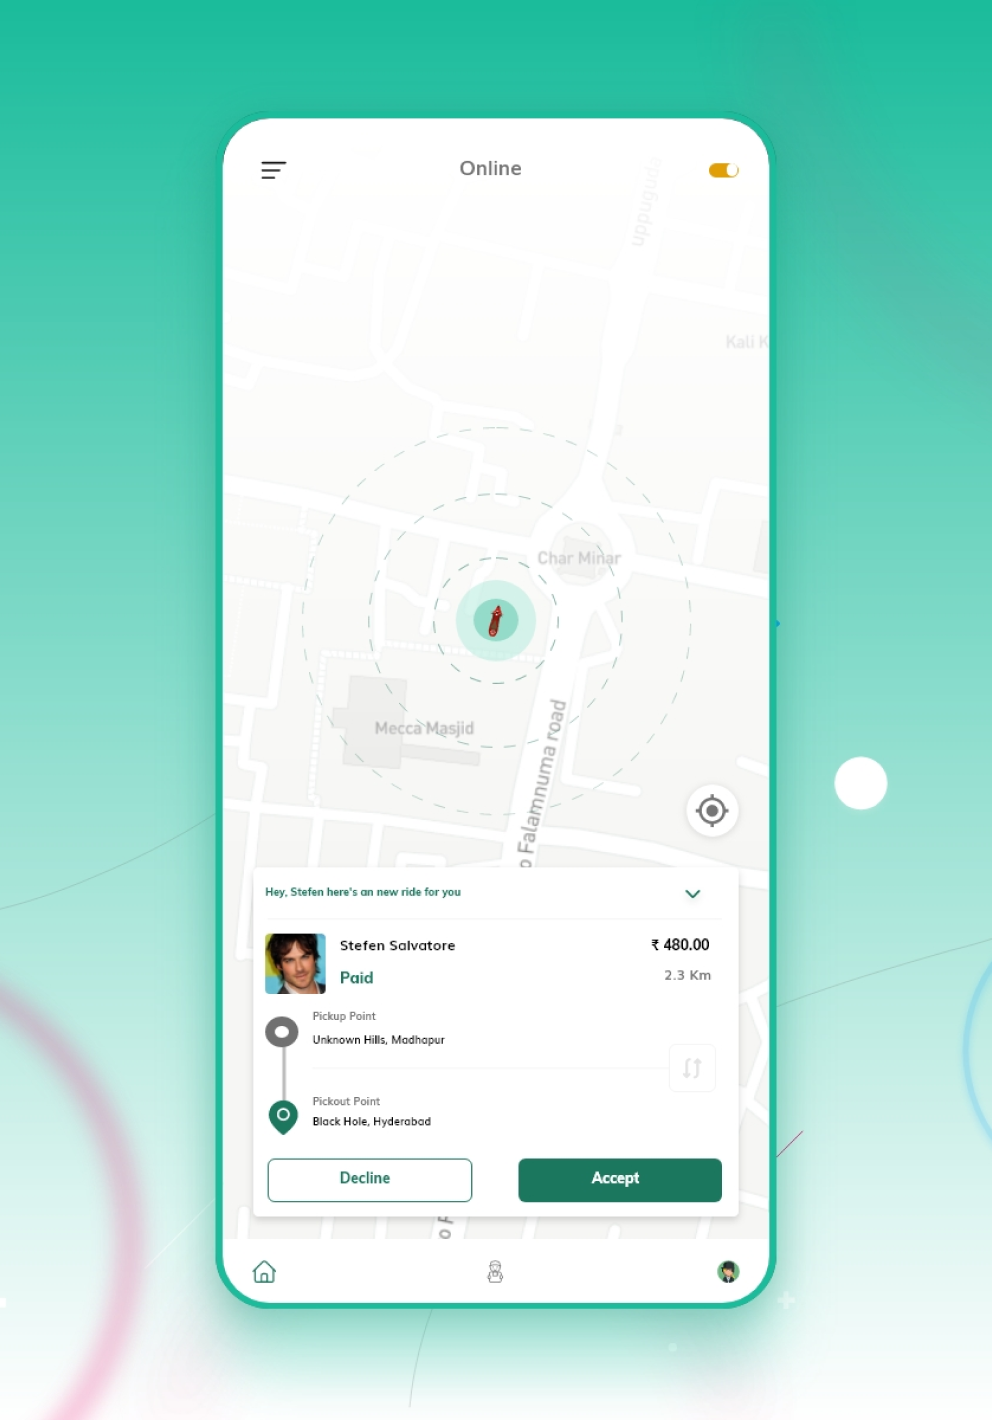 Online
uppuguda
Kali K
Char Minar
Mecca Masjid
o Falamnuma road
Hey, Stefen here's an new ride for you
Stefen Salvatore
₹ 480.00
Paid
2.3 Km
Pickup Point
Unknown Hills, Madhapur
Pickout Point
Black Hole, Hyderabad
Decline
Accept
o F